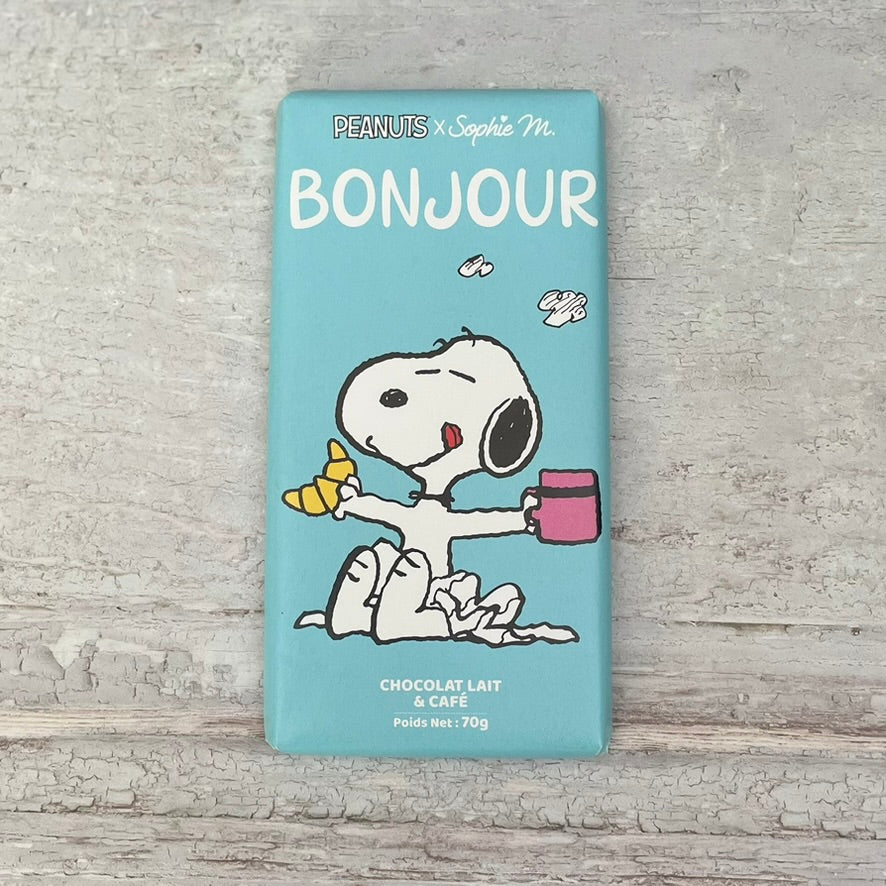 PEANUTS x Sophie M.
BONJOUR
CHOCOLAT LAIT
& CAFÉ
Poids Net : 70g